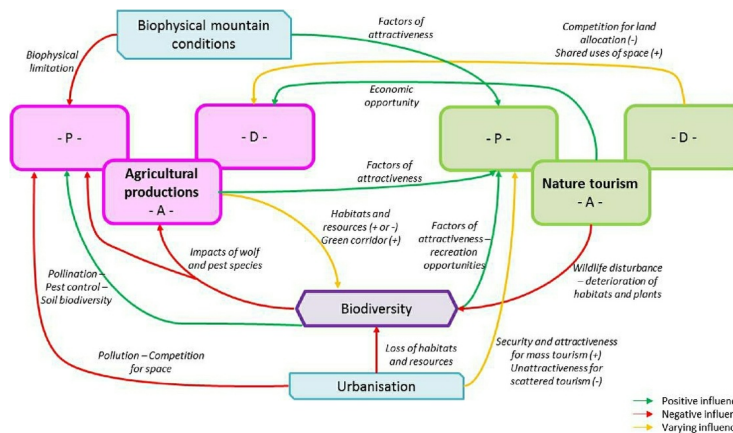 Biophysical mountain
conditions
Factors of
attractiveness
Competition for land
allocation (-)
Shared uses of space (+)
Biophysical
limitation
Economic
opportunity
- P -
- D -
- P -
- D -
Agricultural
productions
- A -
Factors of
attractiveness
Nature tourism
- A -
Habitats and
resources (+ or -)
Green corridor (+)
Factors of
attractiveness –
recreation
opportunities
Impacts of wolf
and pest species
Pollination –
Pest control –
Soil biodiversity
Wildlife disturbance
– deterioration of
habitats and plants
Biodiversity
Pollution – Competition
for space
Loss of habitats
and resources
Security and attractiveness
for mass tourism (+)
Unattractiveness for
scattered tourism (-)
Urbanisation
Positive influenc
Negative influenc
Varying influenc